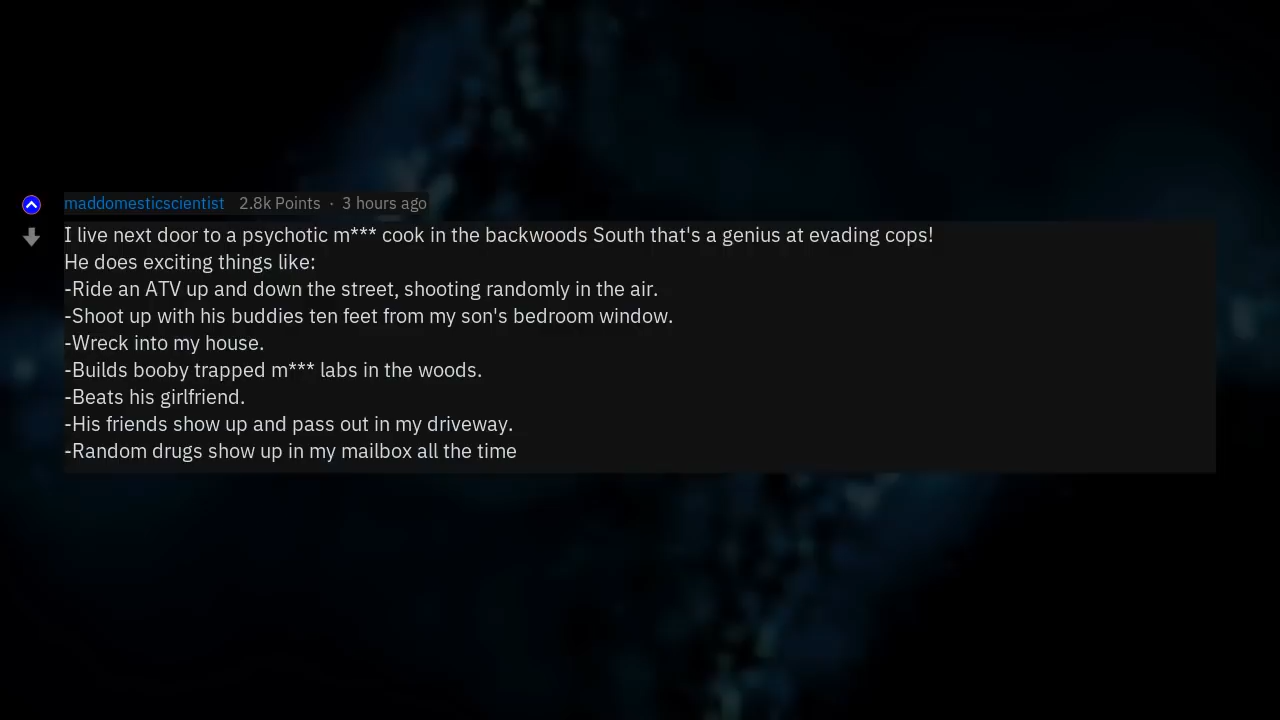 maddomesticscientist 2.8k Points · 3 hours ago
I live next door to a psychotic m*** cook in the backwoods South that's a genius at evading cops!
He does exciting things like:
-Ride an ATV up and down the street, shooting randomly in the air.
-Shoot up with his buddies ten feet from my son's bedroom window.
-Wreck into my house.
-Builds booby trapped m*** labs in the woods.
-Beats his girlfriend.
-His friends show up and pass out in my driveway.
-Random drugs show up in my mailbox all the time